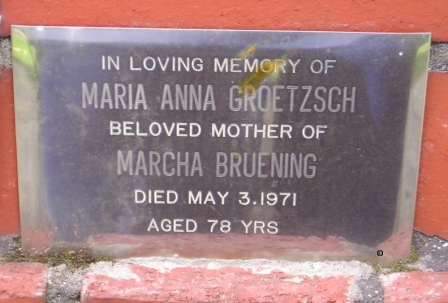 IN LOVING MEMORY OF
MARIA ANNA GROETZSCH
BELOVED MOTHER OF
MARCHA BRUENING
DIED MAY 3.1971
AGED 78 YRS
©